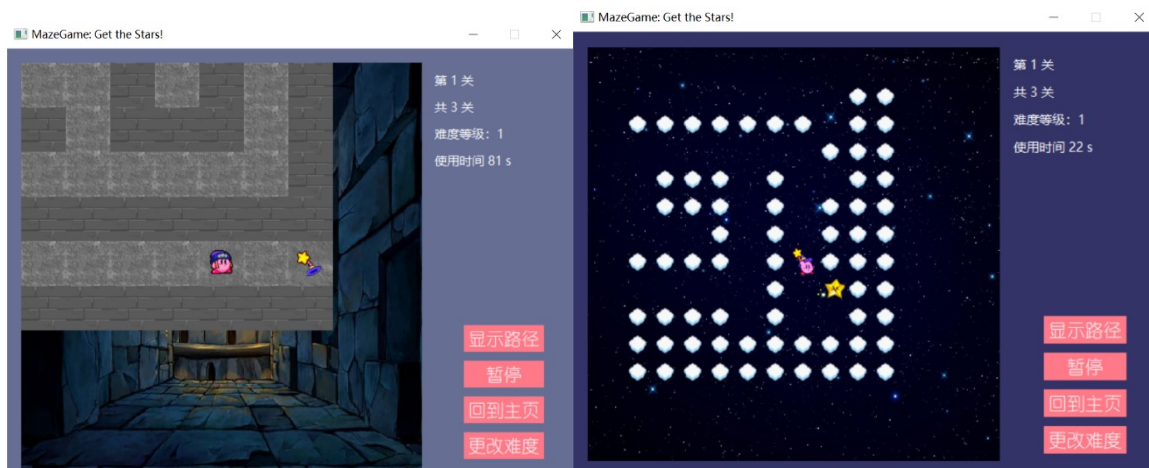 MazeGame: Get the Stars!
第 1 关
共 3 关
难度等级：1
使用时间 81 s
显示路径
暂停
回到主页
更改难度
MazeGame: Get the Stars!
第 1 关
共 3 关
难度等级：1
使用时间 22 s
显示路径
暂停
回到主页
更改难度